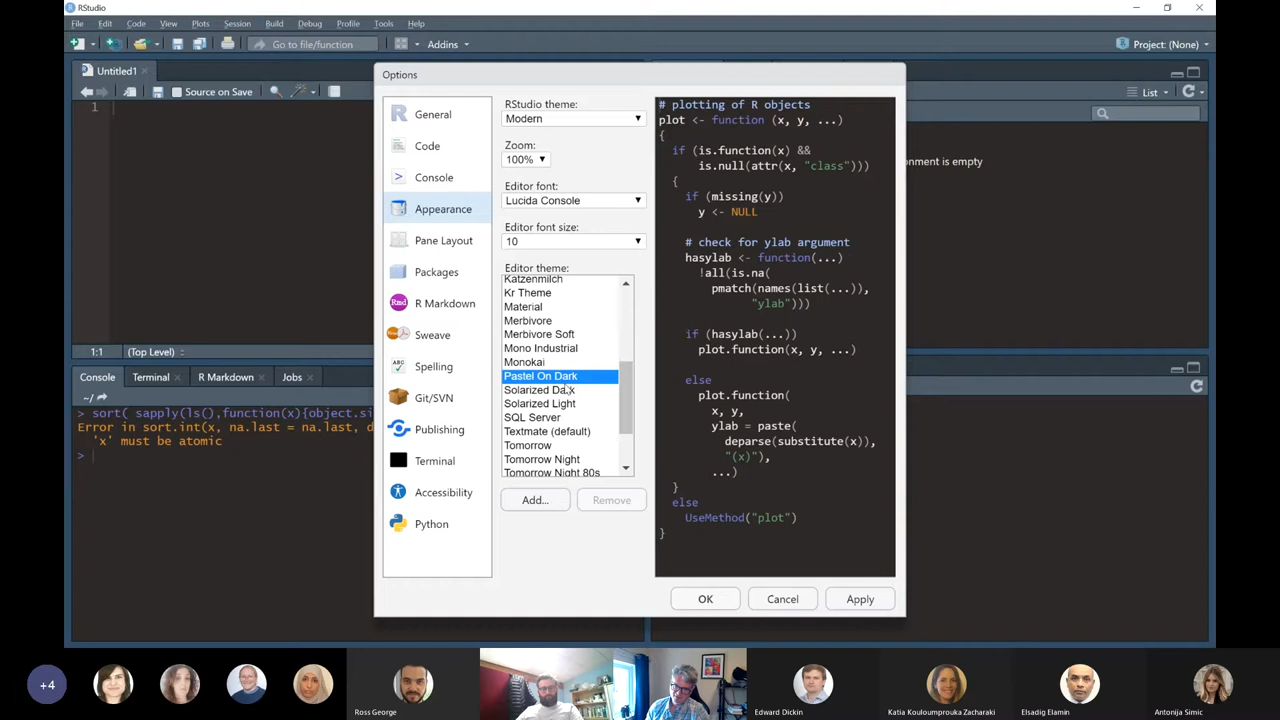 RStudio
File Edit Code View Plots Session Build Debug Profile Tools Help
Go to file/function Addins Project: (None)
Untitled1
Source on Save
List
1
onment is empty
1:1 (Top Level)
Console Terminal R Markdown Jobs
~/
> sort( sapply(ls(),function(x){object.si
Error in sort.int(x, na.last = na.last, d
'x' must be atomic
>
Options
R General
Code
> Console
Appearance
Pane Layout
Packages
Rmd R Markdown
Sweave
ABC Spelling
Git/SVN
Publishing
Terminal
Accessibility
Python
RStudio theme:
Modern
Zoom:
100%
Editor font:
Lucida Console
Editor font size:
10
Editor theme:
Katzenmilch
Kr Theme
Material
Merbivore
Merbivore Soft
Mono Industrial
Monokai
Pastel On Dark
Solarized Dark
Solarized Light
SQL Server
Textmate (default)
Tomorrow
Tomorrow Night
Tomorrow Night 80s
Add... Remove
# plotting of R objects
plot <- function (x, y, ...)
{
if (is.function(x) &&
is.null(attr(x, "class")))
{
if (missing(y))
y <- NULL
# check for ylab argument
hasylab <- function(...)
!all(is.na(
pmatch(names(list(...)),
"ylab")))
if (hasylab(...))
plot.function(x, y, ...)
else
plot.function(
x, y,
ylab = paste(
deparse(substitute(x)),
"(x)"),
...)
}
else
UseMethod("plot")
}
OK Cancel Apply
+4
Ross George
Edward Dickin
Katia Kouloumprouka Zacharaki
Elsadig Elamin
Antonija Simic